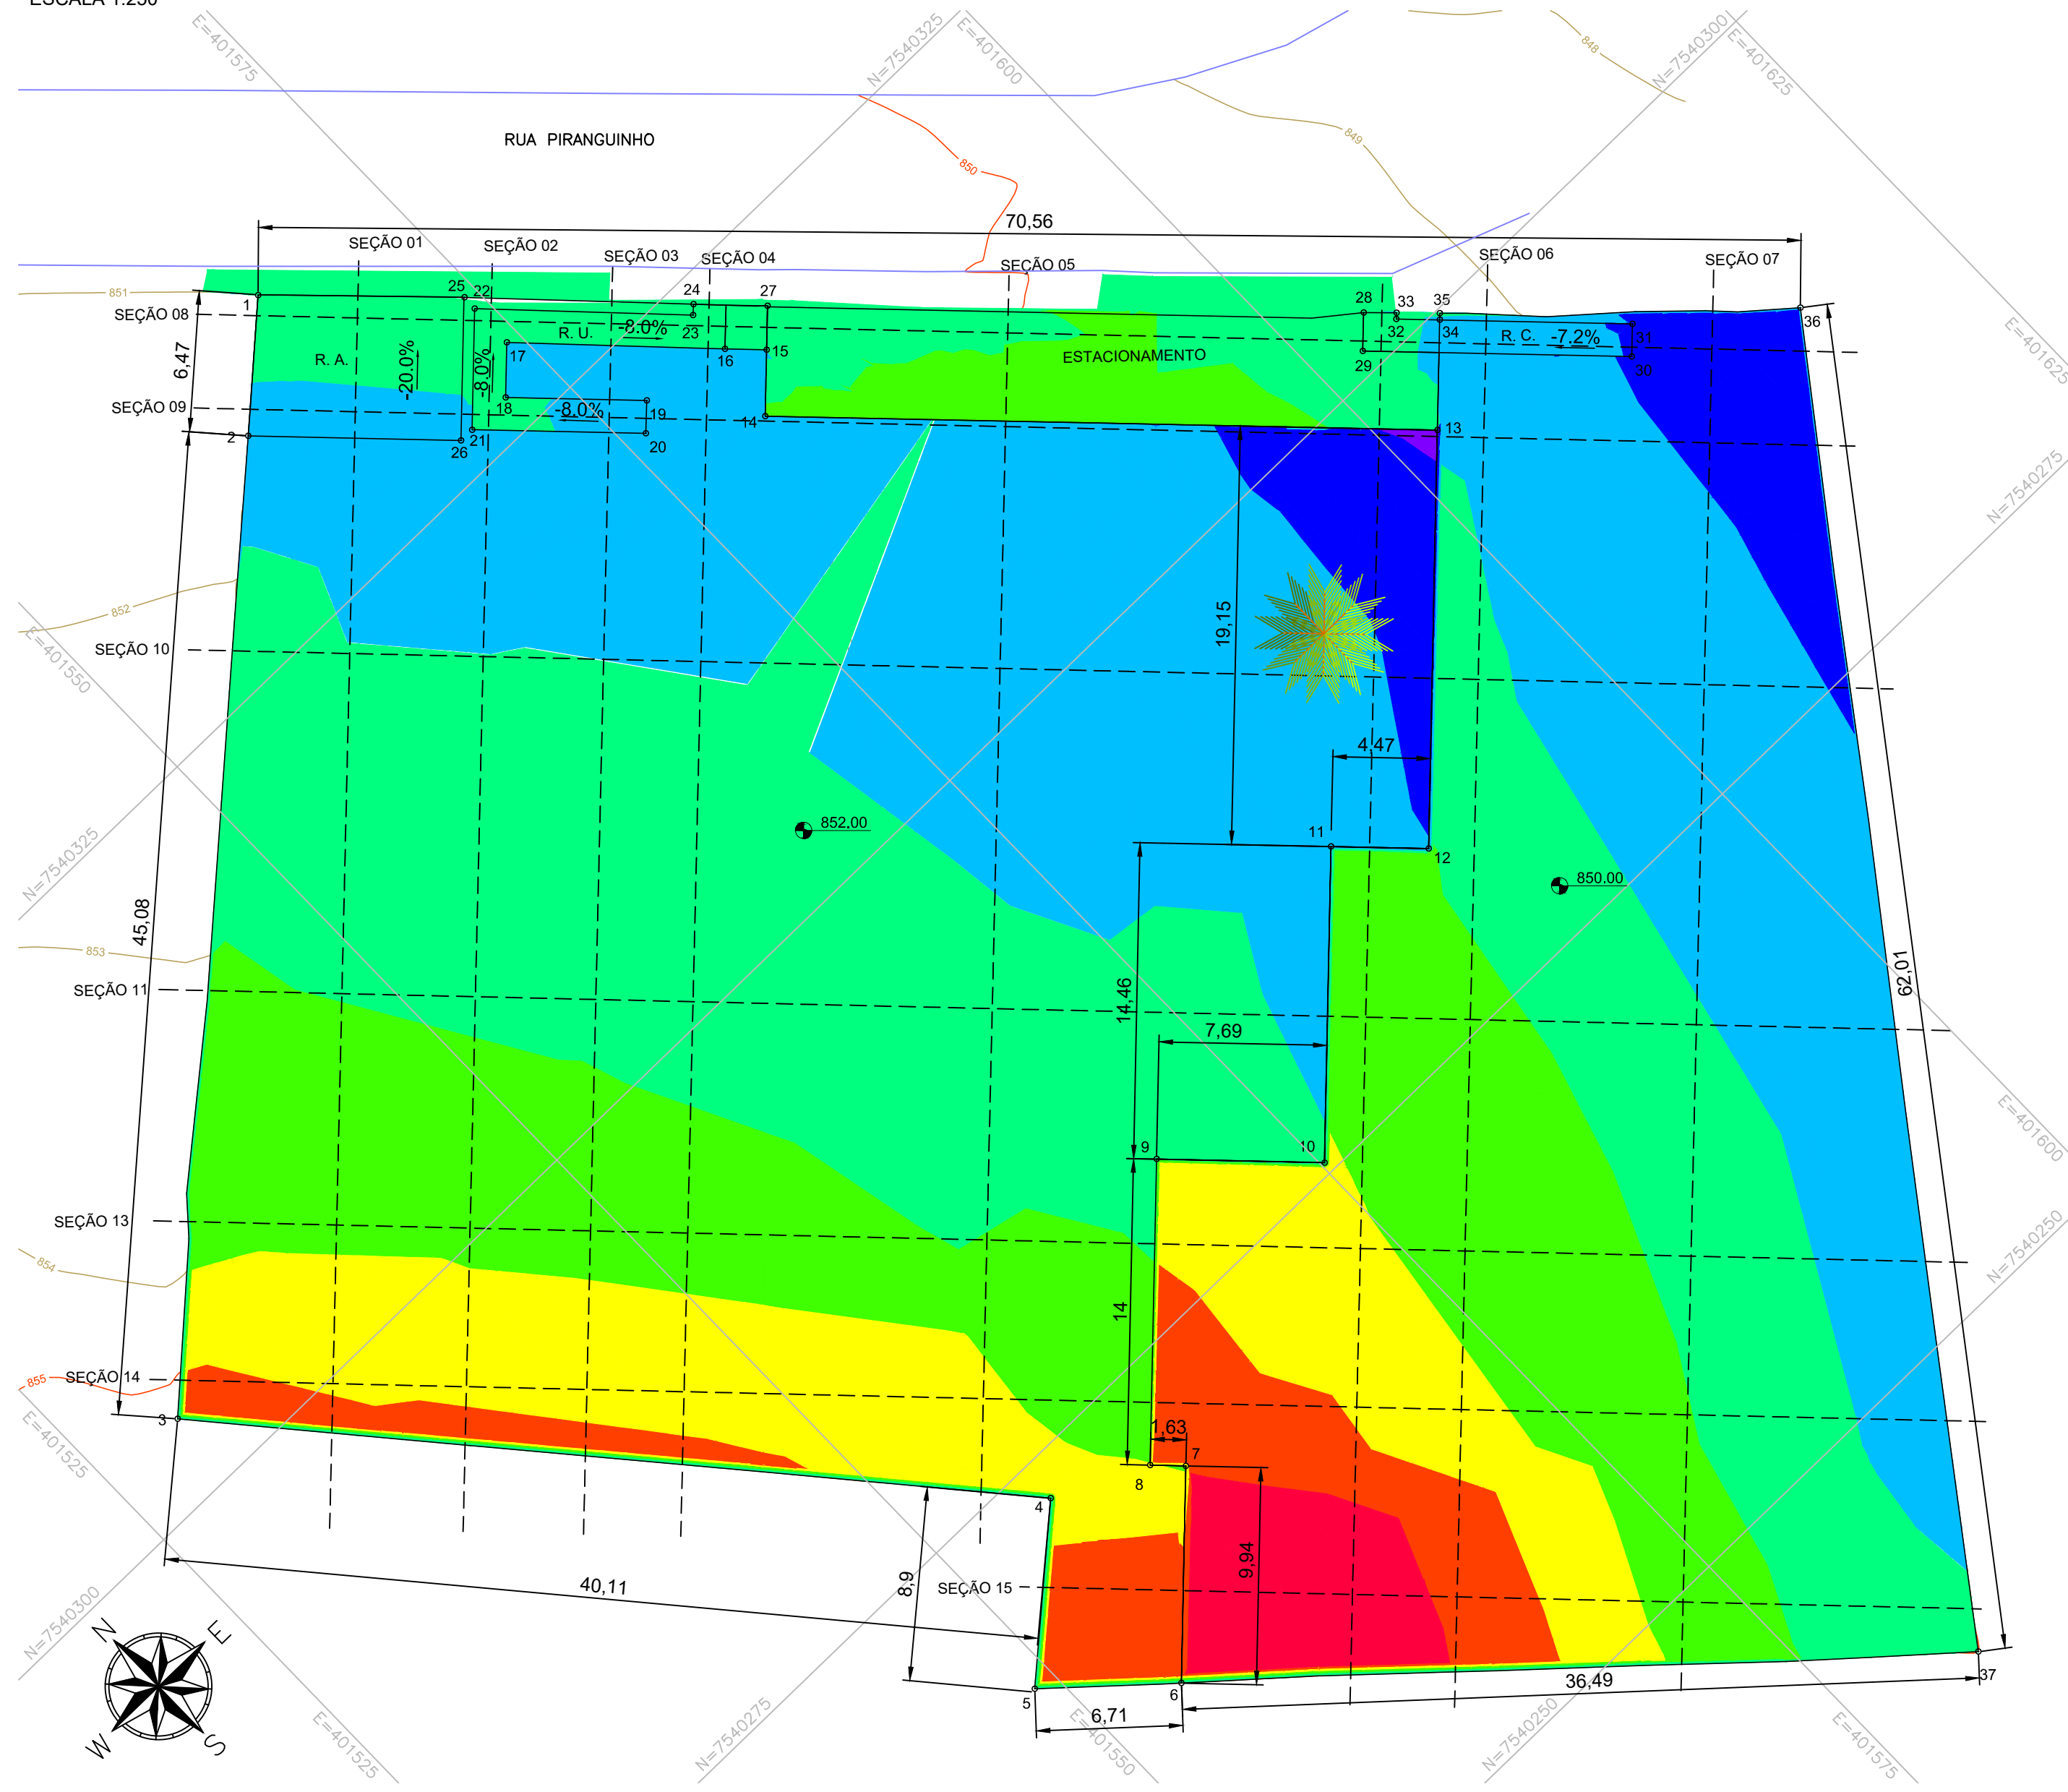 ESCALA 1:250
E=401575
N=7540325
E=401600
N=7540300
E=401625
848
849
850
RUA PIRANGUINHO
70,56
SEÇÃO 01
SEÇÃO 02
SEÇÃO 03
SEÇÃO 04
SEÇÃO 05
SEÇÃO 06
SEÇÃO 07
851
1
25
22
24
27
28
33
35
36
SEÇÃO 08
R. U.
-8.0%
23
32
34
R. C.
-7.2%
31
E=401625
6,47
R. A.
-20.0%
-8.0%
17
16
15
ESTACIONAMENTO
29
30
SEÇÃO 09
18
-8.0%
19
14
13
2
26
21
20
N=7540275
852
19,15
E=401550
SEÇÃO 10
4,47
852.00
11
12
850.00
N=7540325
45,08
853
SEÇÃO 11
14,46
7,69
62,01
9
10
E=401600
SEÇÃO 13
854
14
N=7540250
855
SEÇÃO 14
3
1,63
7
8
E=401525
4
9,94
40,11
8,9
SEÇÃO 15
N=7540300
N
E
W
S
5
6
36,49
37
6,71
E=401525
N=7540275
E=401550
N=7540250
E=401575